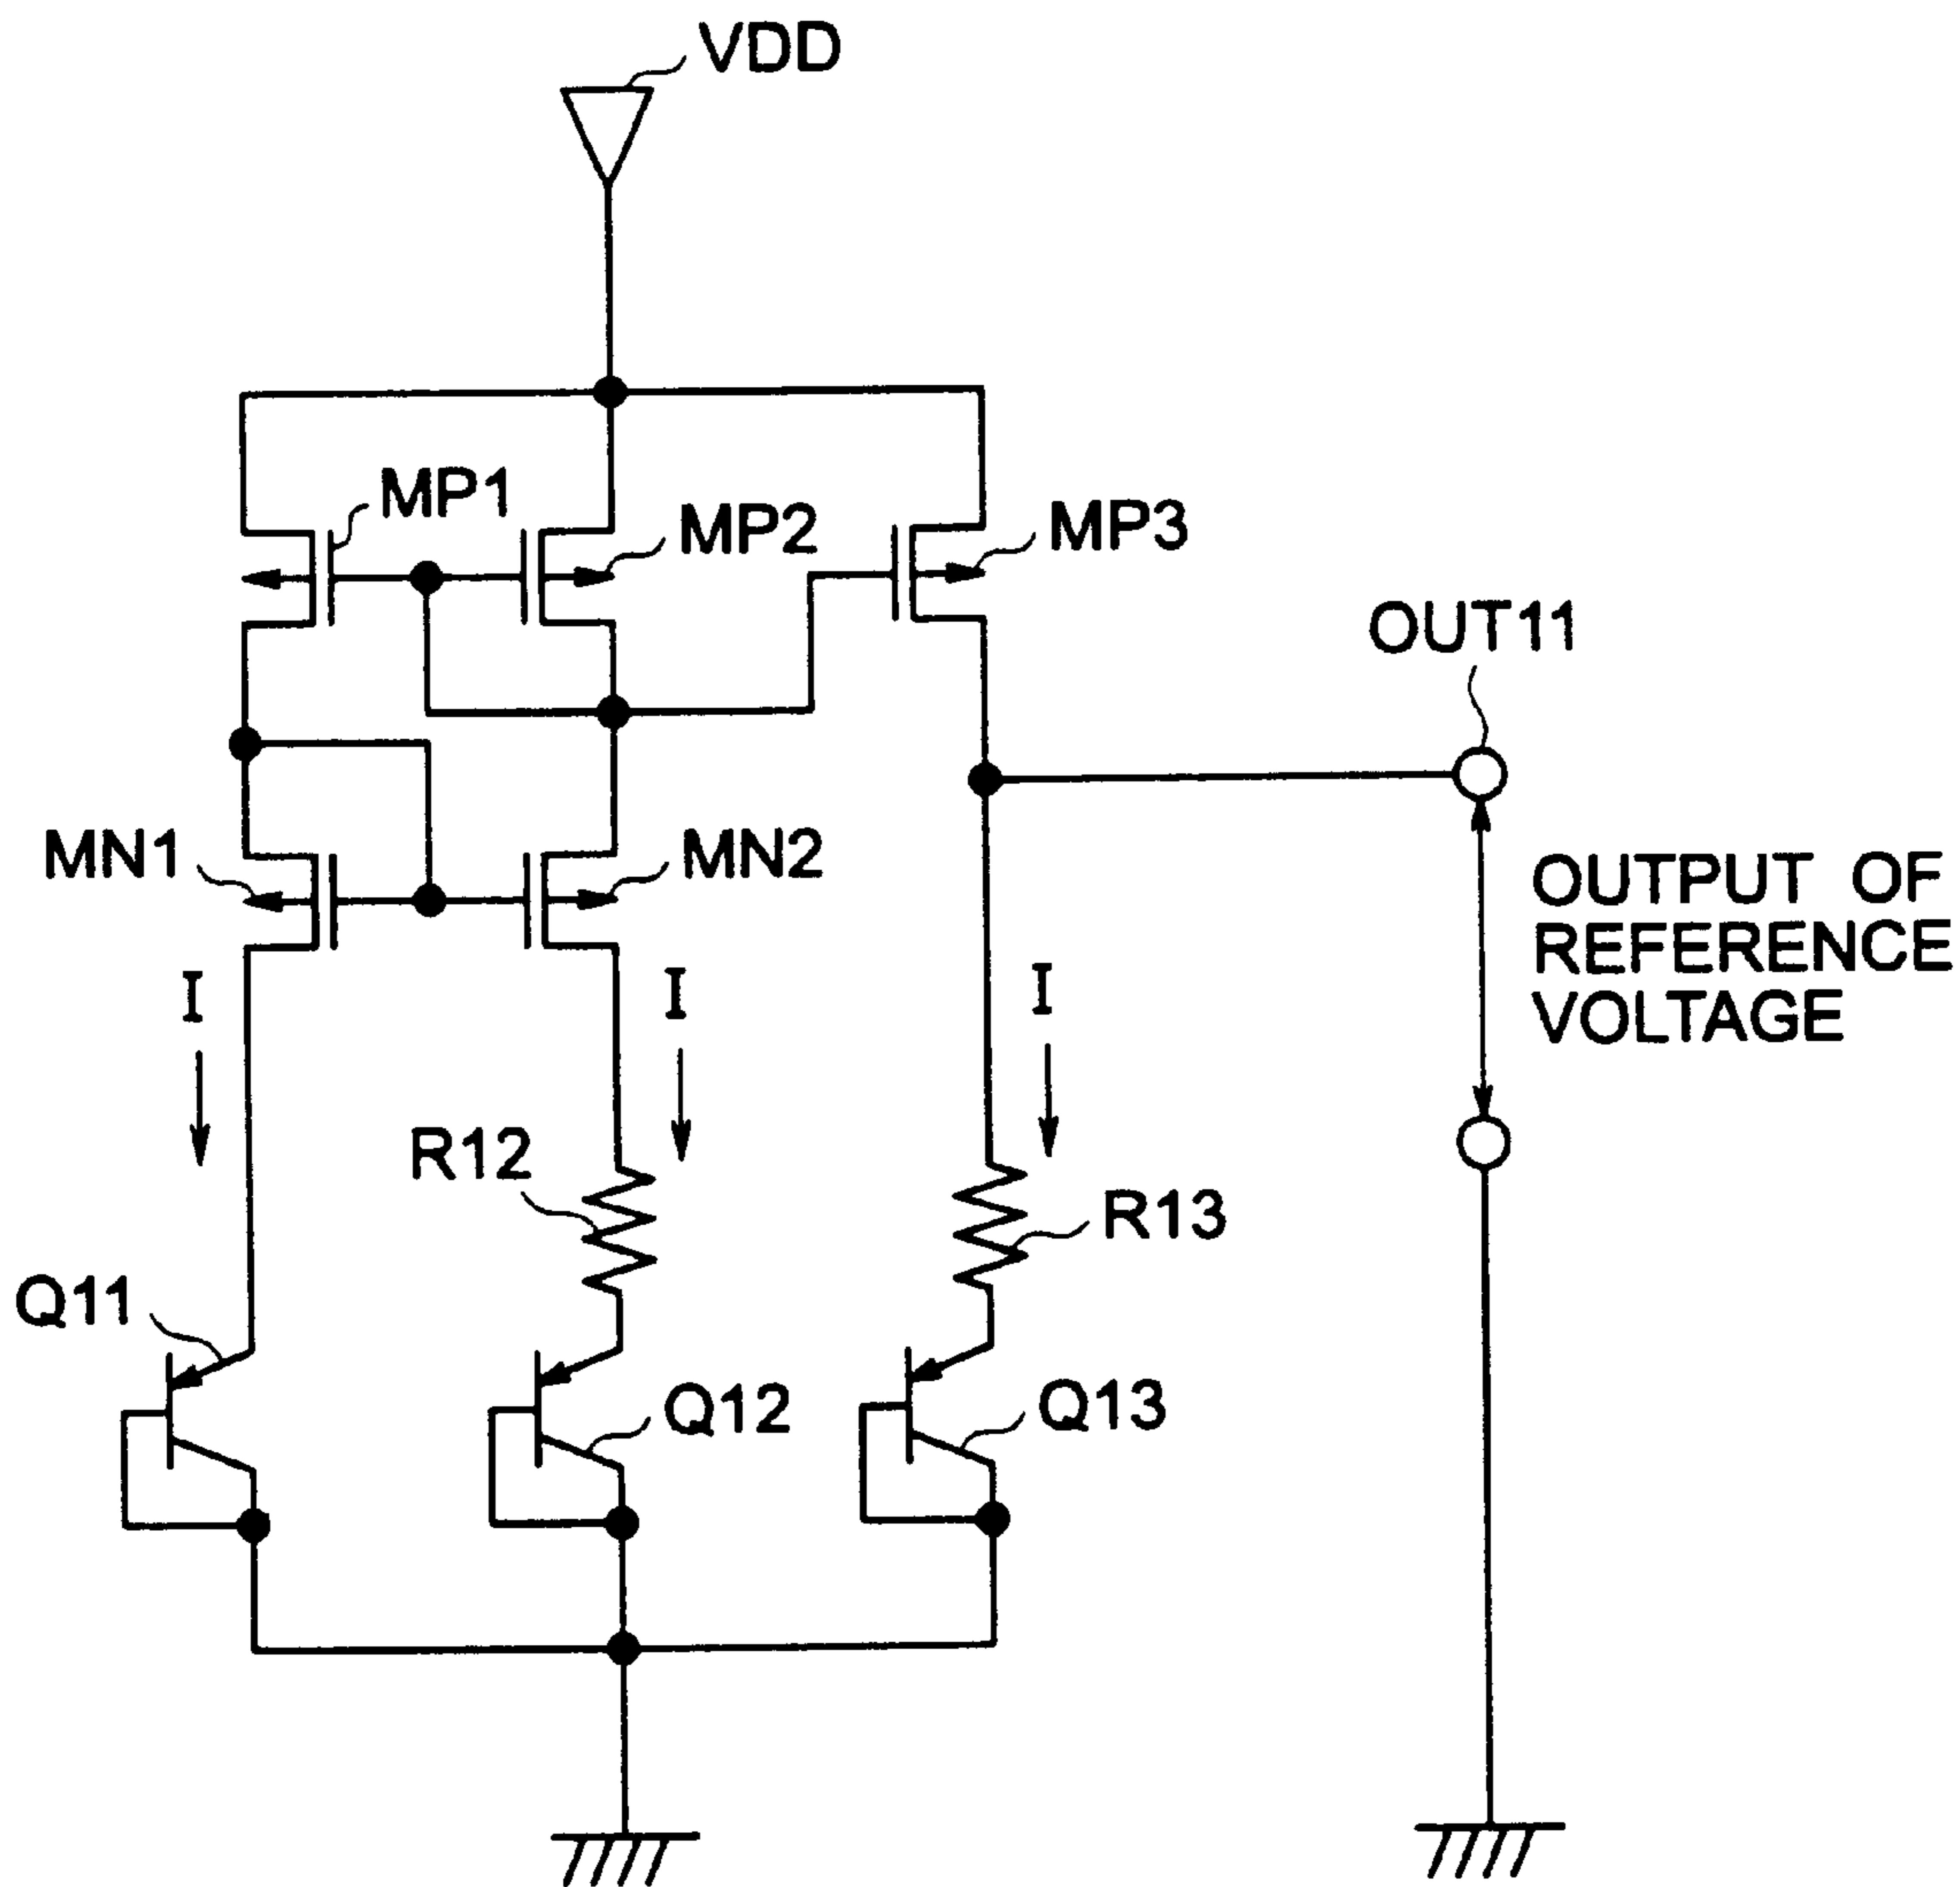 VDD
MP1
MP2
MP3
OUT11
MN1
MN2
OUTPUT OF
REFERENCE
VOLTAGE
I
I
I
R12
R13
Q11
Q12
Q13